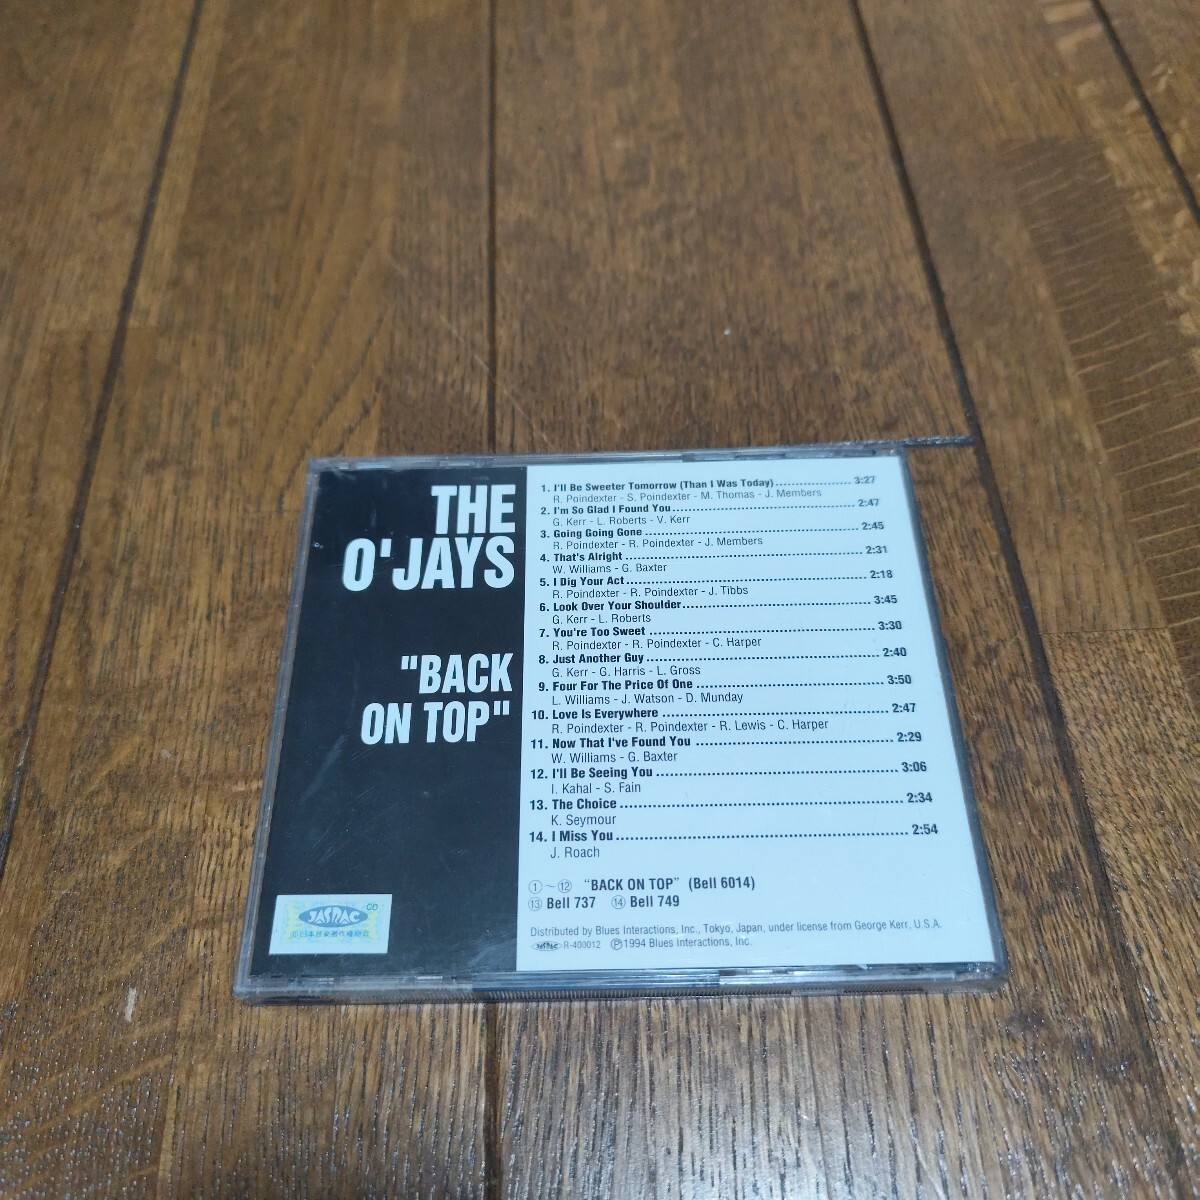 THE
O'JAYS
"BACK
ON TOP"
JASRAC
CD
1. I'll Be Sweeter Tomorrow (Than I Was Today) 3:27
R. Poindexter - S. Poindexter - M. Thomas - J. Members
2. I'm So Glad I Found You 2:47
G. Kerr - L. Roberts - V. Kerr
3. Going Going Gone 2:45
R. Poindexter - R. Poindexter - J. Members
4. That's Alright 2:31
W. Williams - G. Baxter
5. I Dig Your Act 2:18
R. Poindexter - R. Poindexter - J. Tibbs
6. Look Over Your Shoulder 3:45
G. Kerr - L. Roberts
7. You're Too Sweet 3:30
R. Poindexter - R. Poindexter - C. Harper
8. Just Another Guy 2:40
G. Kerr - G. Harris - L. Gross
9. Four For The Price Of One 3:50
L. Williams - J. Watson - D. Munday
10. Love Is Everywhere 2:47
R. Poindexter - R. Poindexter - R. Lewis - C. Harper
11. Now That I've Found You 2:29
W. Williams - G. Baxter
12. I'll Be Seeing You 3:06
I. Kahal - S. Fain
13. The Choice 2:34
K. Seymour
14. I Miss You 2:54
J. Roach
①~⑫ "BACK ON TOP" (Bell 6014)
⑬ Bell 737 ⑭ Bell 749
Distributed by Blues Interactions, Inc., Tokyo, Japan, under license from George Kerr, U.S.A.
JASRAC R-400012 Ⓟ1994 Blues Interactions, Inc.